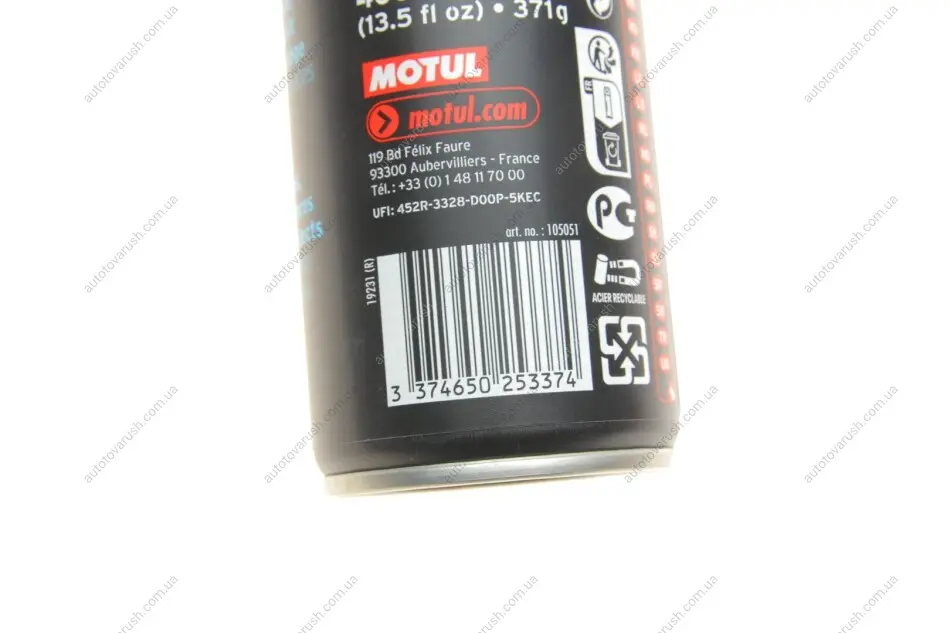 (13.5 fl oz) • 371g
MOTUL
motul.com
119 Bd Félix Faure
93300 Aubervilliers - France
Tél.: +33 (0) 1 48 11 70 00
UFI: 452R-3328-D00P-5KEC
art. no. : 105051
19231 (R)
3 374650 253374
FR
ACIER RECYCLABLE
autotovarush.com.ua